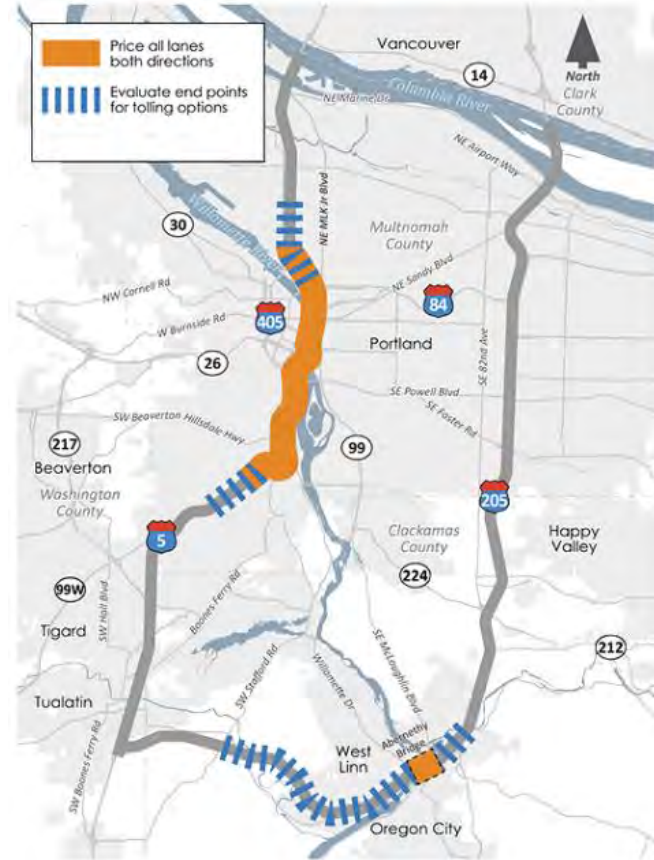 Price all lanes
both directions
Evaluate end points
for tolling options
Vancouver
14
North
Clark
County
Columbia River
NE Marine Dr
NE Airport Way
Willamette River
NE MLK Jr Blvd
30
Multnomah
County
NE Sandy Blvd
NW Cornell Rd
405
84
W Burnside Rd
Portland
26
SE 82nd Ave
SE Powell Blvd
SE Foster Rd
SW Beaverton Hillsdale Hwy
217
99
Beaverton
Washington
County
205
5
Clackamas
County
Happy
Valley
224
99W
SW Hall Blvd
Boones Ferry Rd
Tigard
212
SW Stafford Rd
Willamette Dr
SE McLoughlin Blvd
Tualatin
SW Boones Ferry Rd
West
Linn
Abernethy
Bridge
Oregon City